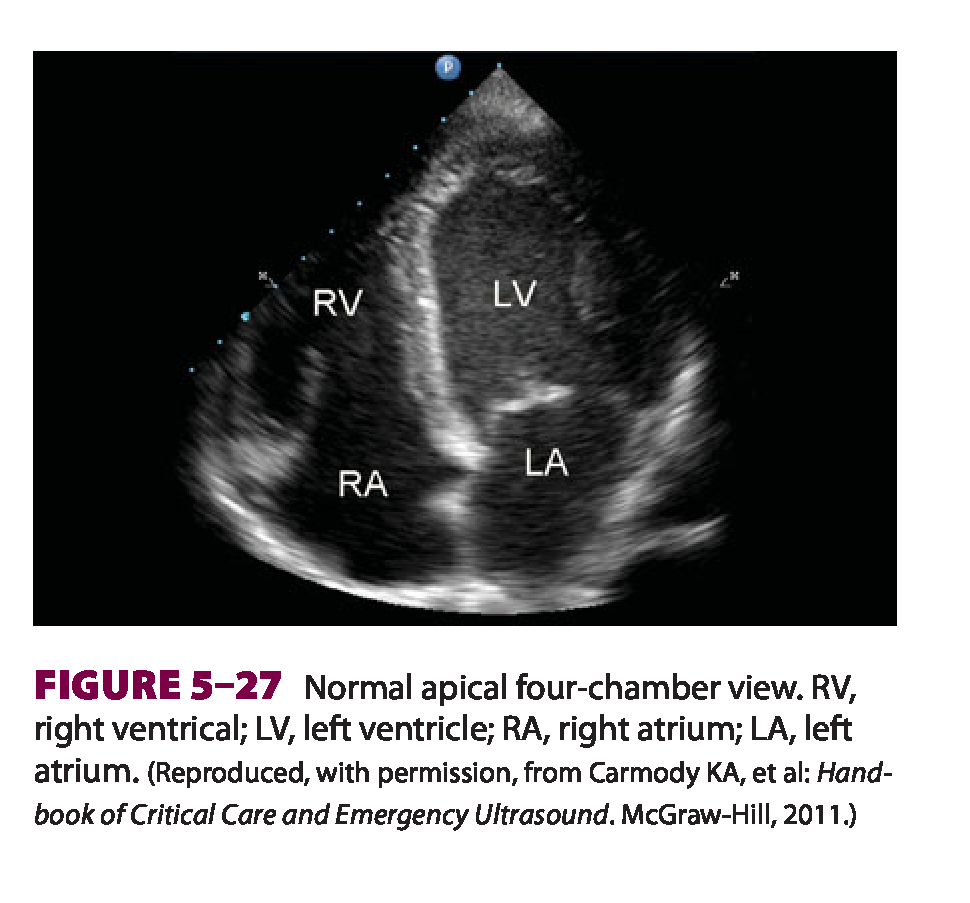 P
RV
LV
RA
LA
FIGURE 5–27 Normal apical four-chamber view. RV,
right ventrical; LV, left ventricle; RA, right atrium; LA, left
atrium. (Reproduced, with permission, from Carmody KA, et al: Hand-
book of Critical Care and Emergency Ultrasound. McGraw-Hill, 2011.)